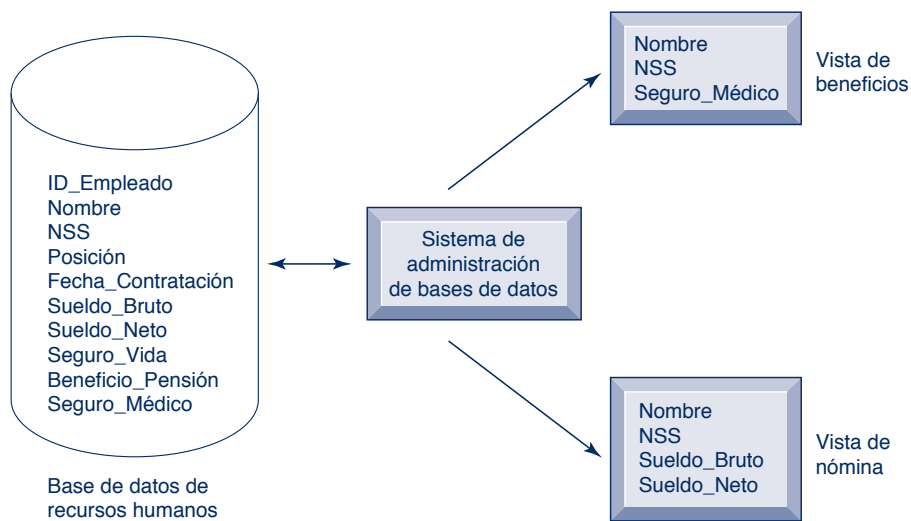 ID_Empleado
Nombre
NSS
Posición
Fecha_Contratación
Sueldo_Bruto
Sueldo_Neto
Seguro_Vida
Beneficio_Pensión
Seguro_Médico
Base de datos de
recursos humanos
Sistema de
administración
de bases de datos
Nombre
NSS
Seguro_Médico
Vista de
beneficios
Nombre
NSS
Sueldo_Bruto
Sueldo_Neto
Vista de
nómina